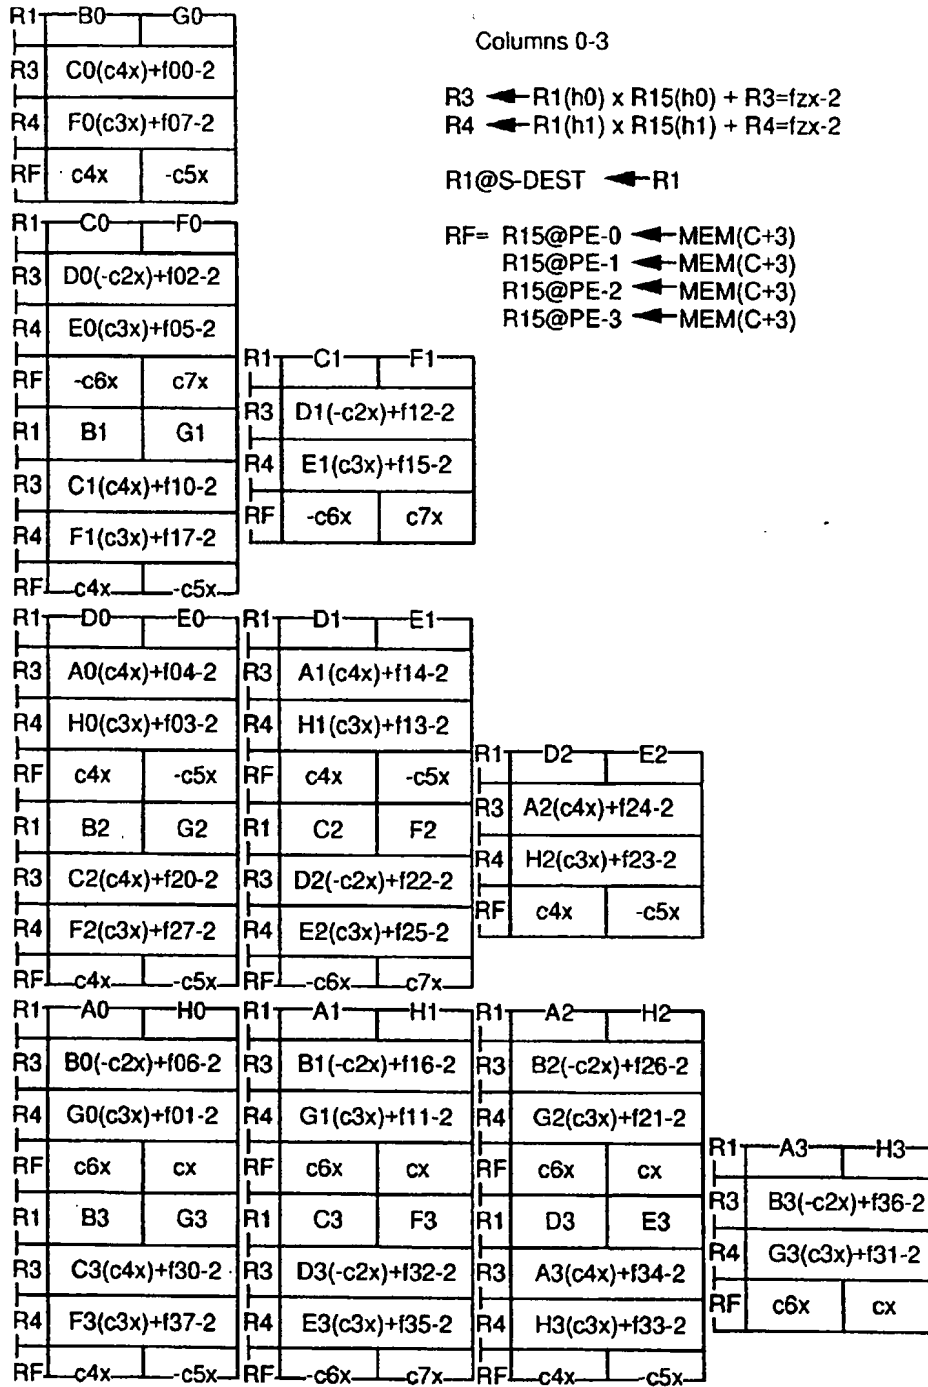 R1 B0 G0
R3 C0(c4x)+f00-2
R4 F0(c3x)+f07-2
RF c4x -c5x
Columns 0-3
R3 ← R1(h0) x R15(h0) + R3=fzx-2
R4 ← R1(h1) x R15(h1) + R4=fzx-2
R1@S-DEST ← R1
RF= R15@PE-0 ← MEM(C+3)
R15@PE-1 ← MEM(C+3)
R15@PE-2 ← MEM(C+3)
R15@PE-3 ← MEM(C+3)
R1 C0 F0
R3 D0(-c2x)+f02-2
R4 E0(c3x)+f05-2
RF -c6x c7x
R1 B1 G1
R3 C1(c4x)+f10-2
R4 F1(c3x)+f17-2
RF c4x -c5x
R1 C1 F1
R3 D1(-c2x)+f12-2
R4 E1(c3x)+f15-2
RF -c6x c7x
R1 D0 E0
R3 A0(c4x)+f04-2
R4 H0(c3x)+f03-2
RF c4x -c5x
R1 B2 G2
R3 C2(c4x)+f20-2
R4 F2(c3x)+f27-2
RF c4x -c5x
R1 D1 E1
R3 A1(c4x)+f14-2
R4 H1(c3x)+f13-2
RF c4x -c5x
R1 C2 F2
R3 D2(-c2x)+f22-2
R4 E2(c3x)+f25-2
RF -c6x c7x
R1 D2 E2
R3 A2(c4x)+f24-2
R4 H2(c3x)+f23-2
RF c4x -c5x
R1 A0 H0
R3 B0(-c2x)+f06-2
R4 G0(c3x)+f01-2
RF c6x cx
R1 B3 G3
R3 C3(c4x)+f30-2
R4 F3(c3x)+f37-2
RF c4x -c5x
R1 A1 H1
R3 B1(-c2x)+f16-2
R4 G1(c3x)+f11-2
RF c6x cx
R1 C3 F3
R3 D3(-c2x)+f32-2
R4 E3(c3x)+f35-2
RF -c6x c7x
R1 A2 H2
R3 B2(-c2x)+f26-2
R4 G2(c3x)+f21-2
RF c6x cx
R1 D3 E3
R3 A3(c4x)+f34-2
R4 H3(c3x)+f33-2
RF c4x -c5x
R1 A3 H3
R3 B3(-c2x)+f36-2
R4 G3(c3x)+f31-2
RF c6x cx